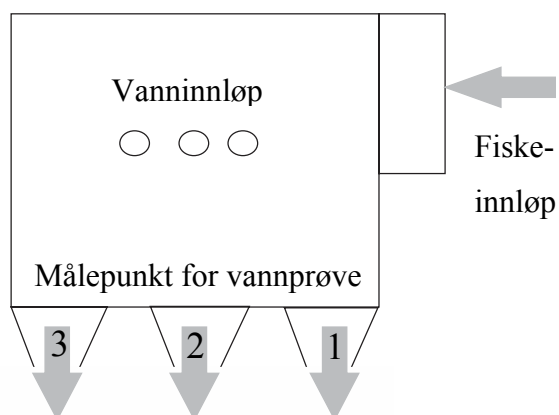 Vanninnløp
Fiske-
innløp
Målepunkt for vannprøve
3 2 1